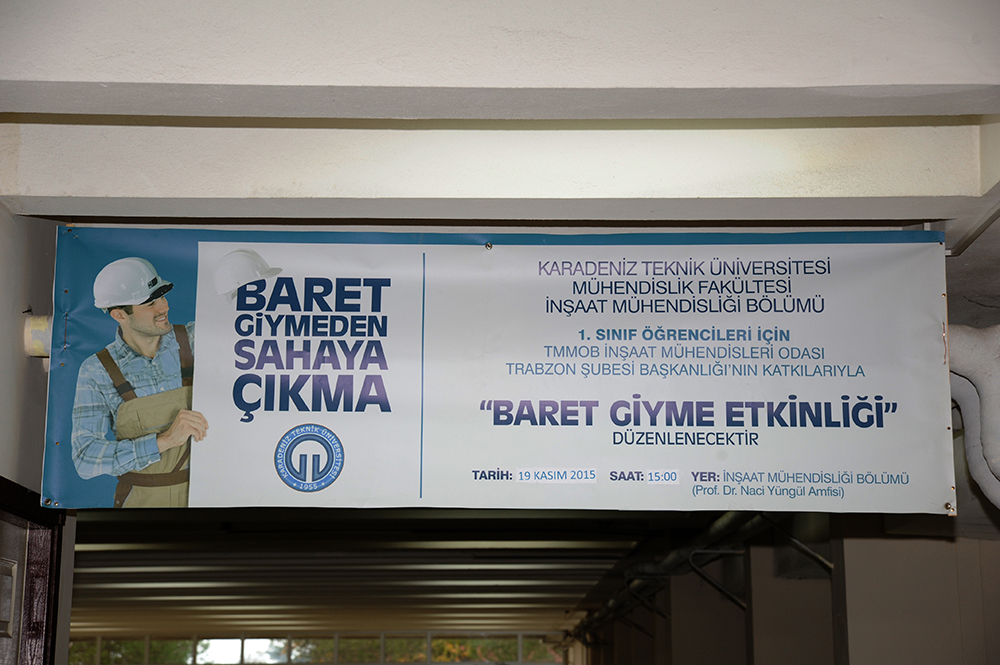 BARET
GİYMEDEN
SAHAYA
ÇIKMA
KARADENİZ TEKNİK ÜNİVERSİTESİ
1955
KARADENİZ TEKNİK ÜNİVERSİTESİ
MÜHENDİSLİK FAKÜLTESİ
İNŞAAT MÜHENDİSLİĞİ BÖLÜMÜ
1. SINIF ÖĞRENCİLERİ İÇİN
TMMOB İNŞAAT MÜHENDİSLERİ ODASI
TRABZON ŞUBESİ BAŞKANLIĞI'NIN KATKILARIYLA
“BARET GİYME ETKİNLİĞİ”
DÜZENLENECEKTİR
TARİH: 19 KASIM 2015 SAAT: 15:00 YER: İNŞAAT MÜHENDİSLİĞİ BÖLÜMÜ
(Prof. Dr. Naci Yüngül Amfisi)